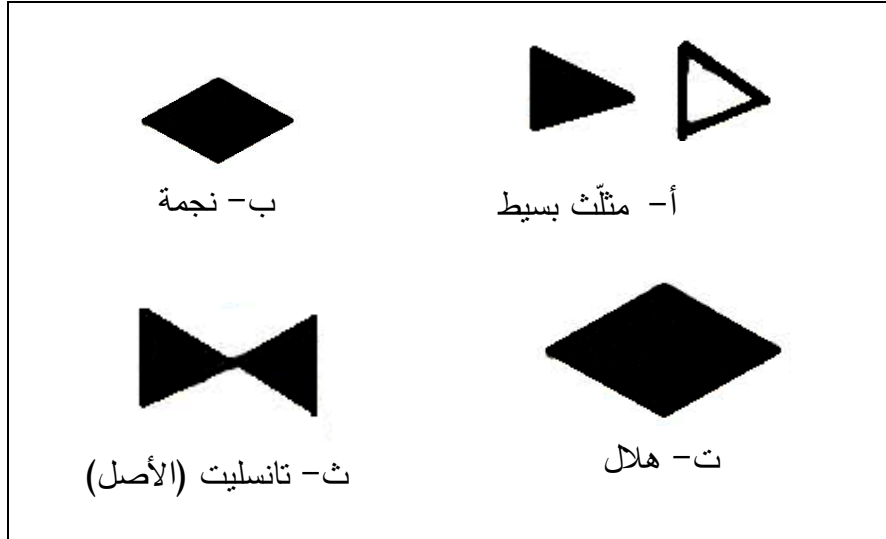 أ- مثلّث بسيط
ب- نجمة
ت- هلال
ث- تانسليت (الأصل)